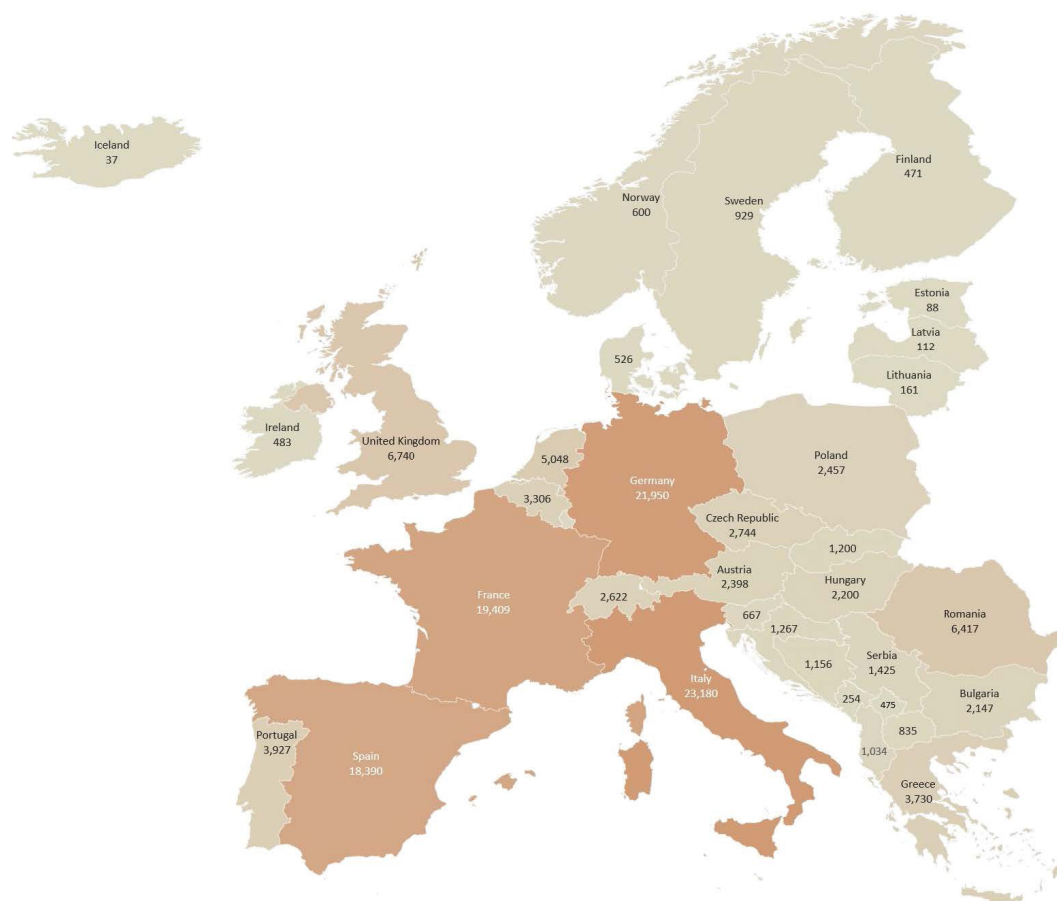 Iceland
37
Finland
471
Norway
600
Sweden
929
Estonia
88
Latvia
112
526
Lithuania
161
Ireland
483
United Kingdom
6,740
5,048
Poland
2,457
Germany
21,950
3,306
Czech Republic
2,744
1,200
Austria
2,398
Hungary
2,200
France
19,409
2,622
667
1,267
Romania
6,417
Serbia
1,425
1,156
Italy
23,180
254
475
Bulgaria
2,147
835
Portugal
3,927
1,034
Spain
18,390
Greece
3,730